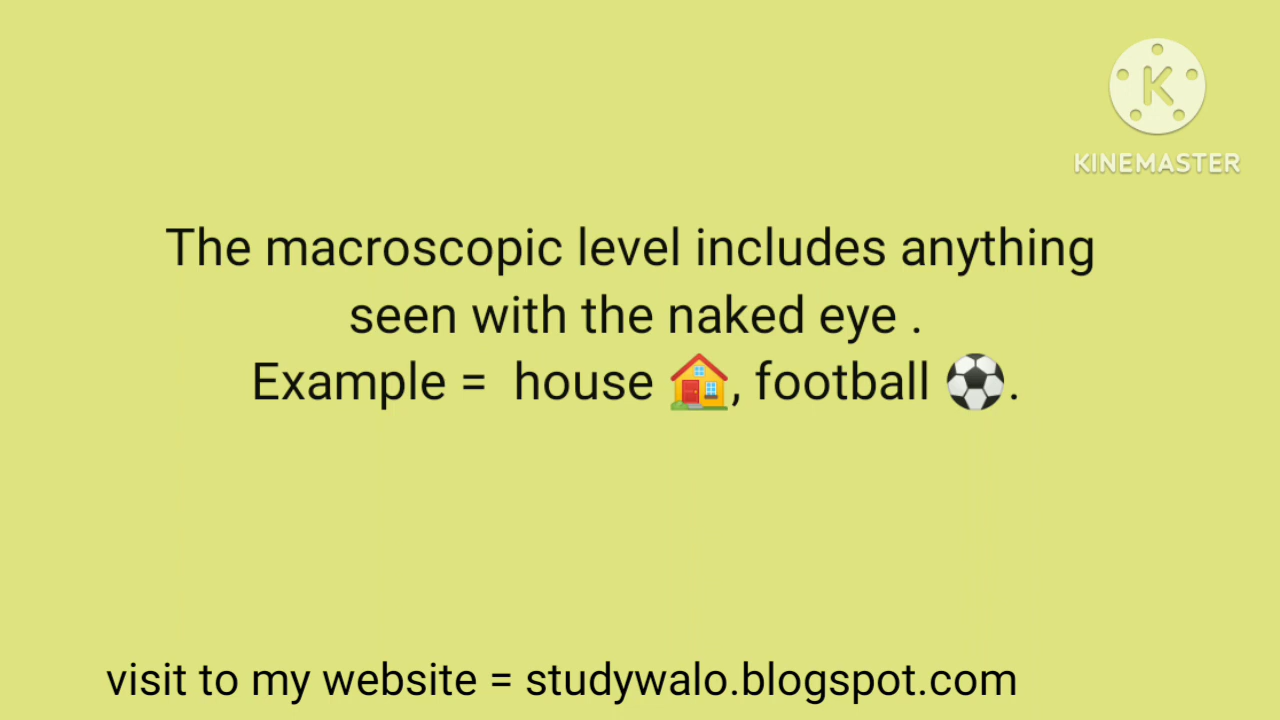 K
KINEMASTER
The macroscopic level includes anything
seen with the naked eye .
Example =  house 🏠, football ⚽.
visit to my website = studywalo.blogspot.com